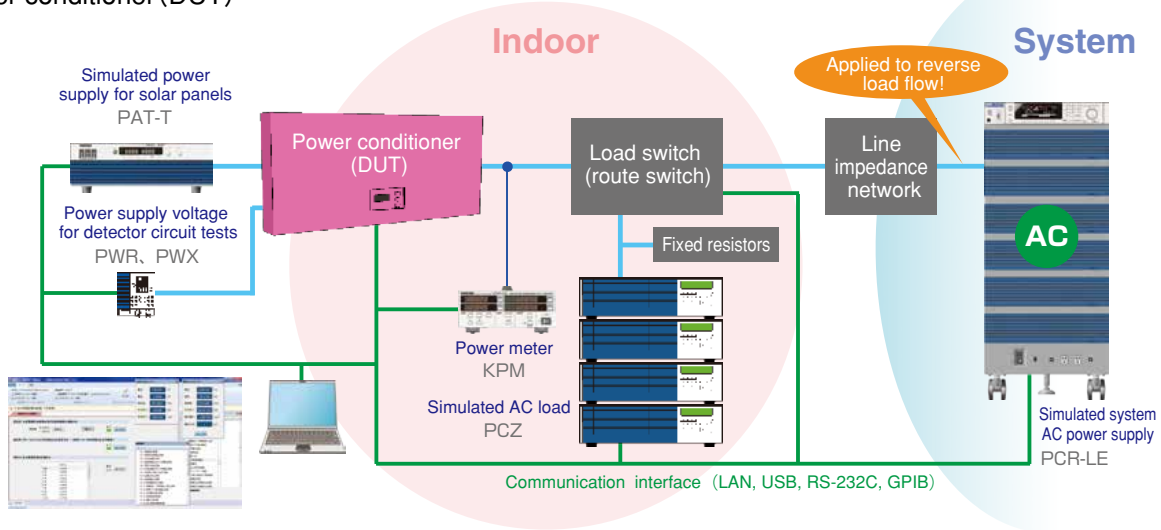 er conditioner (DUT)
Indoor
System
Simulated power
supply for solar panels
PAT-T
Applied to reverse
load flow!
Power conditioner
(DUT)
Load switch
(route switch)
Line
impedance
network
Power supply voltage
for detector circuit tests
PWR、PWX
Fixed resistors
AC
Power meter
KPM
Simulated AC load
PCZ
Simulated system
AC power supply
PCR-LE
Communication interface (LAN, USB, RS-232C, GPIB)